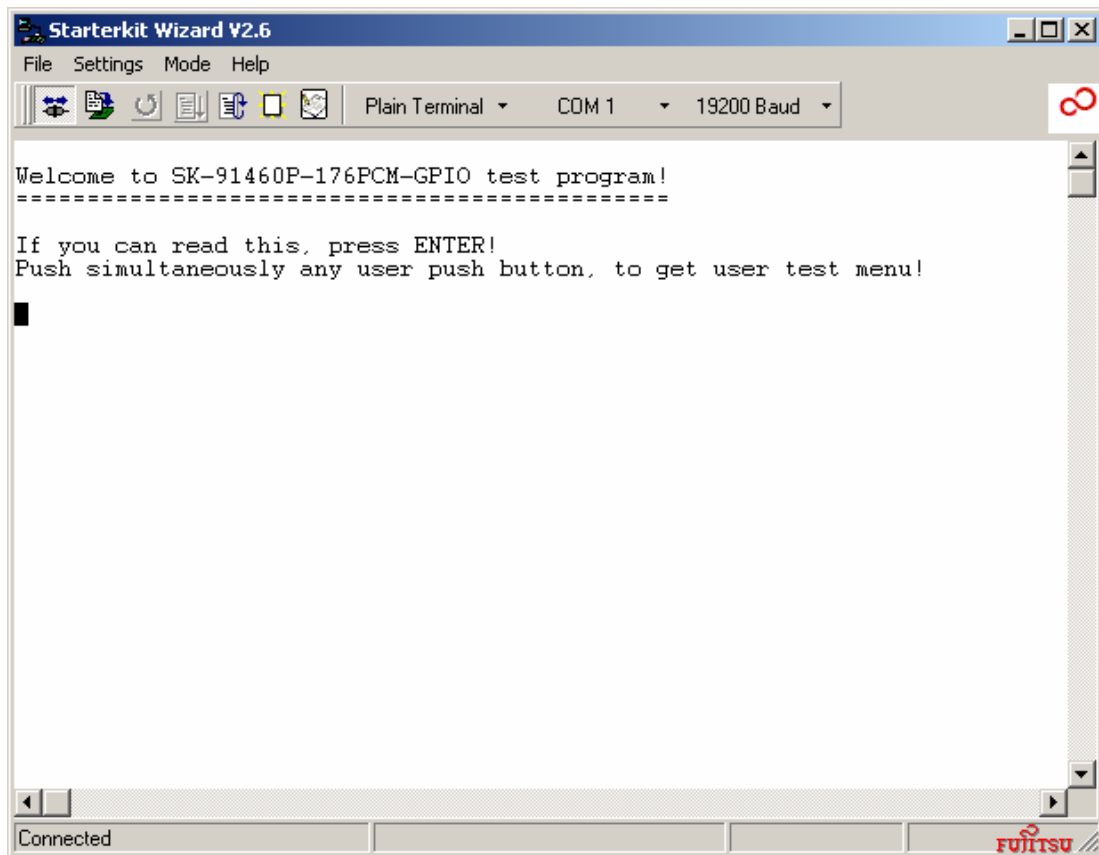 Starterkit Wizard V2.6
File Settings Mode Help
Plain Terminal COM 1 19200 Baud
Welcome to SK-91460P-176PCM-GPIO test program!
==============================================
If you can read this, press ENTER!
Push simultaneously any user push button, to get user test menu!
Connected
FUJITSU